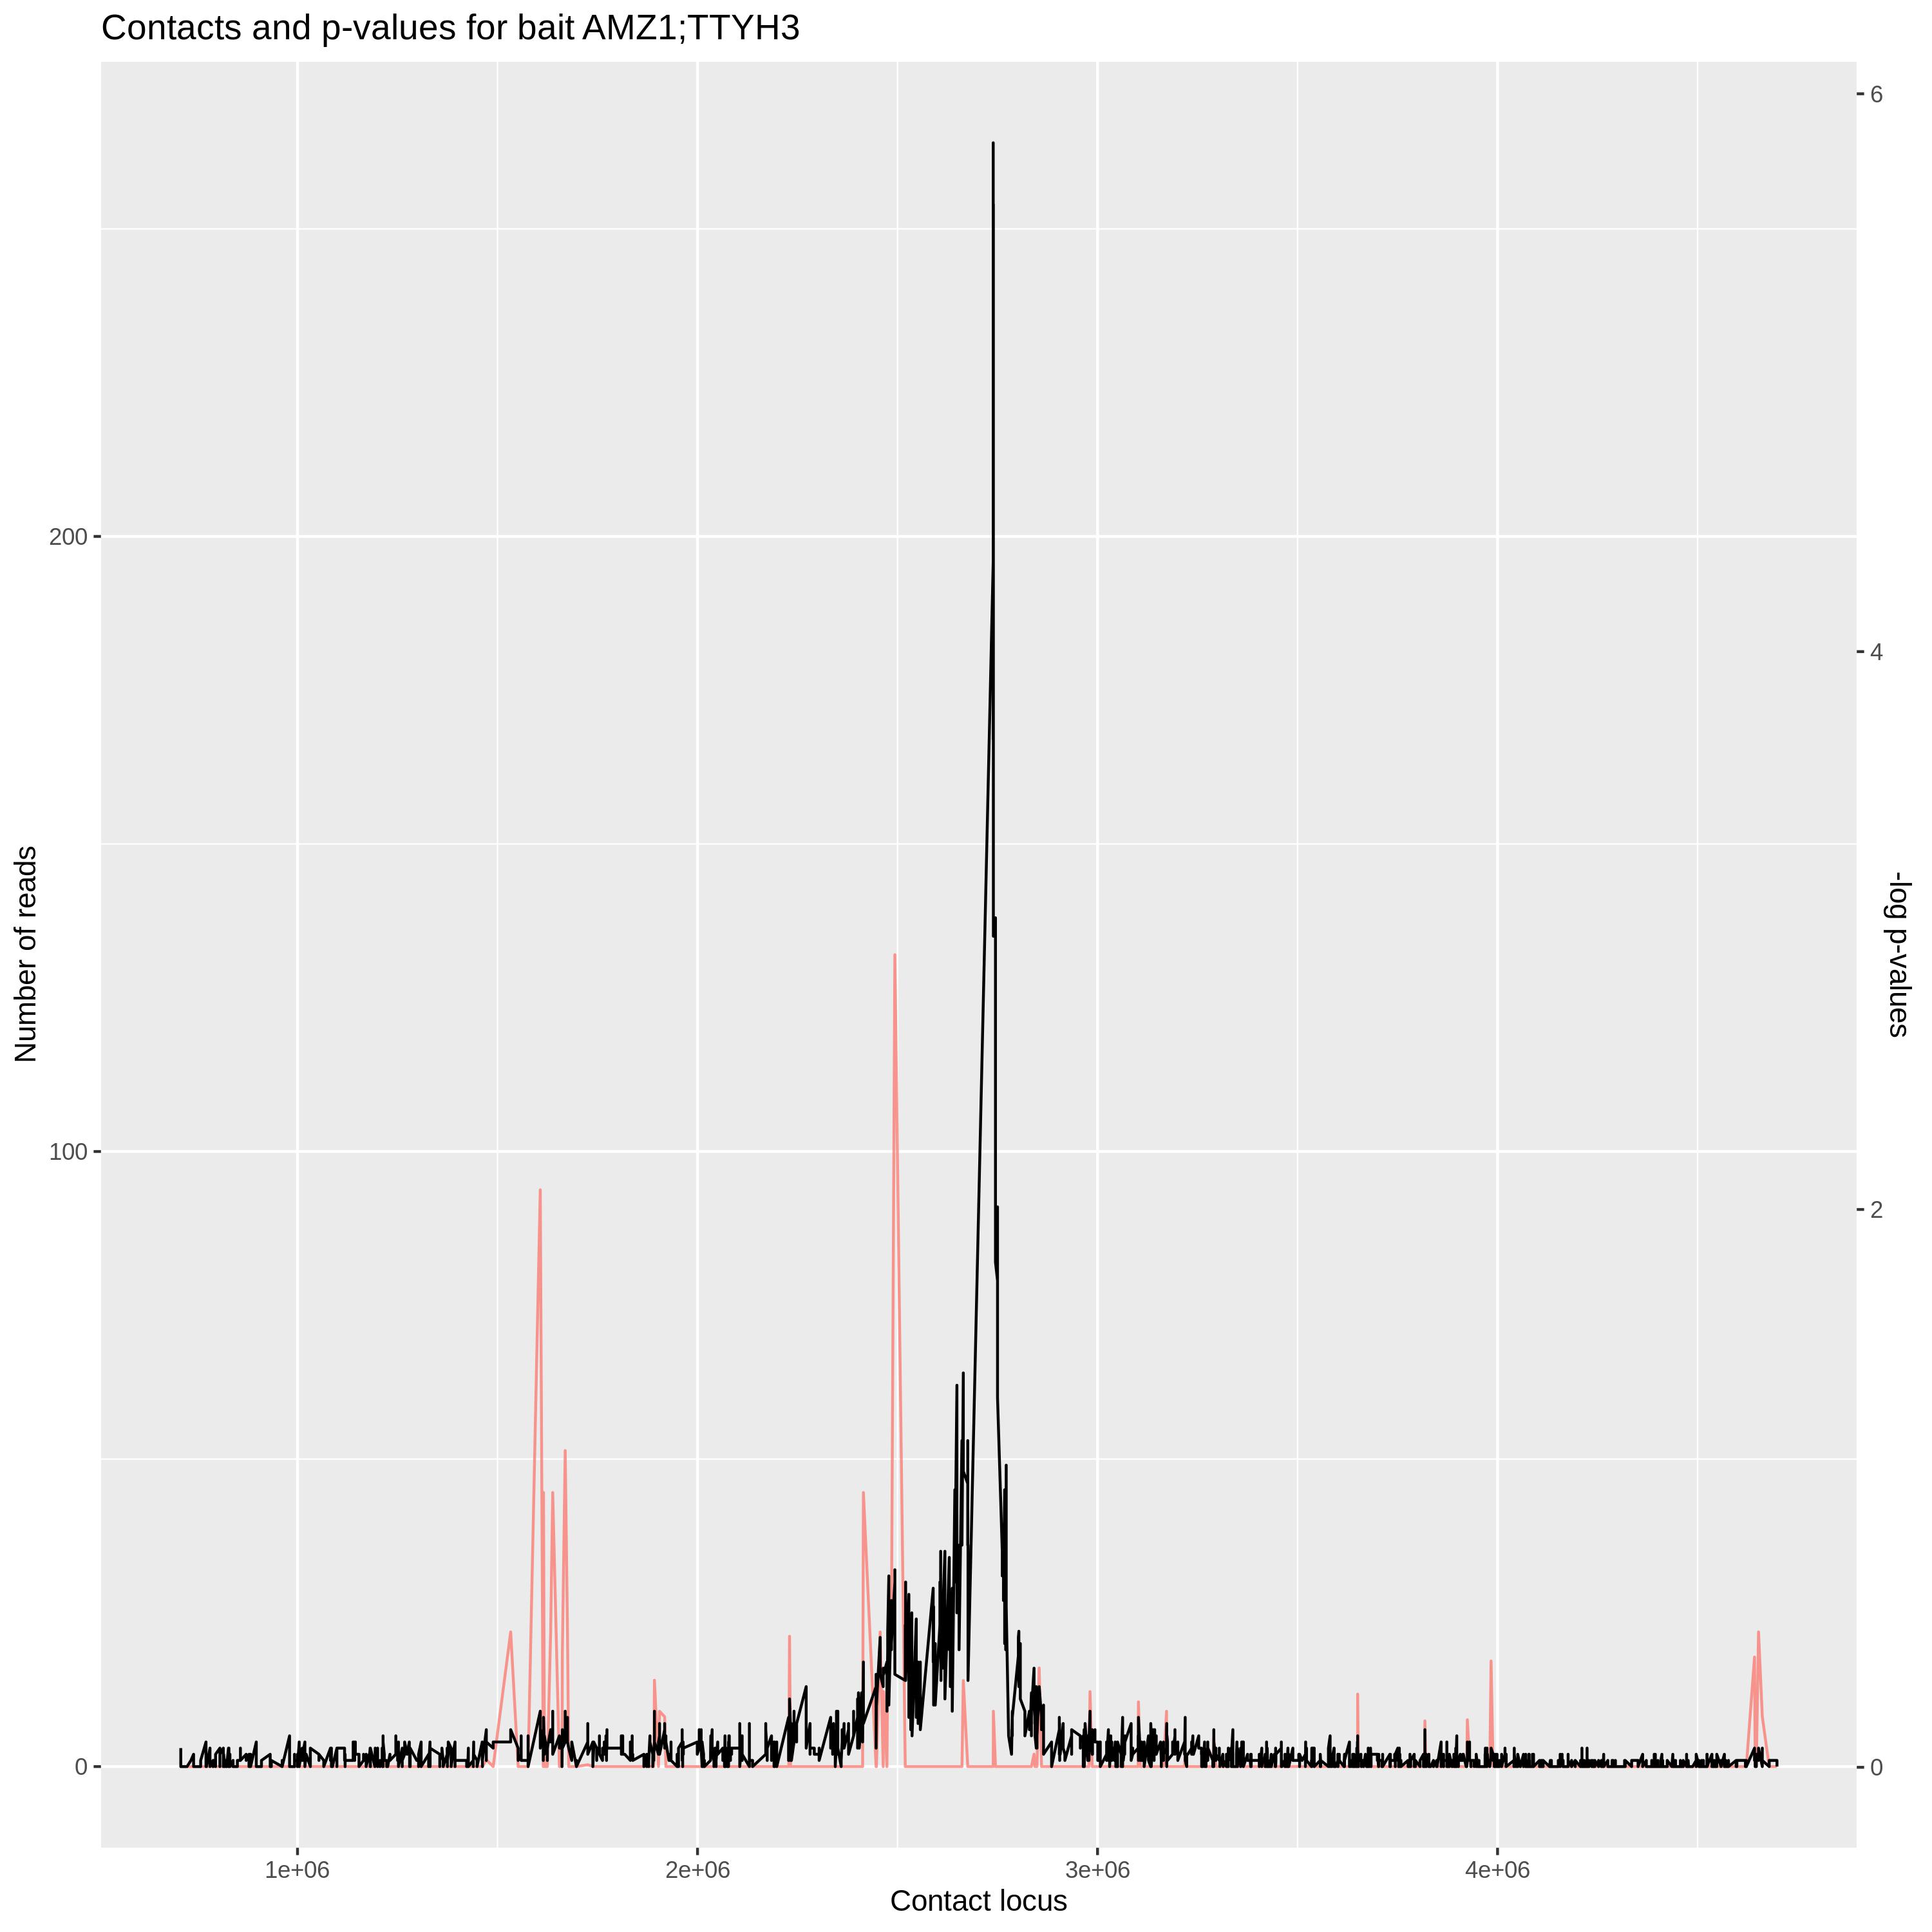 Contacts and p-values for bait AMZ1;TTYH3
6
200
4
Number of reads
-log p-values
100
2
0
0
1e+06
2e+06
3e+06
4e+06
Contact locus